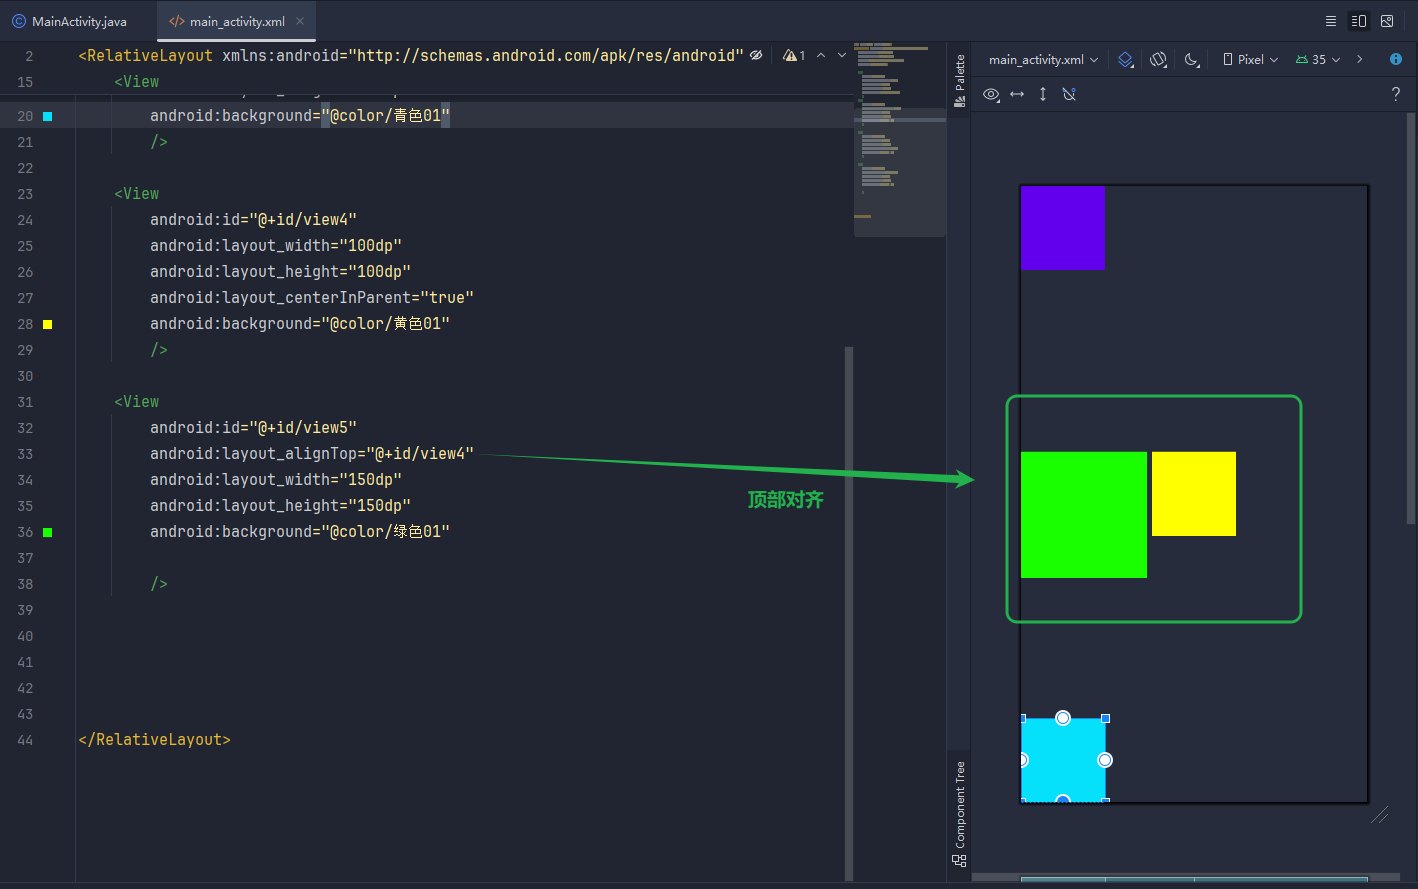 MainActivity.java
main_activity.xml
2 <RelativeLayout xmlns:android="http://schemas.android.com/apk/res/android"
1
15 <View
20 android:background="@color/青色01"
21 />
22
23 <View
24 android:id="@+id/view4"
25 android:layout_width="100dp"
26 android:layout_height="100dp"
27 android:layout_centerInParent="true"
28 android:background="@color/黄色01"
29 />
30
31 <View
32 android:id="@+id/view5"
33 android:layout_alignTop="@+id/view4"
34 android:layout_width="150dp"
35 android:layout_height="150dp"
36 android:background="@color/绿色01"
37
38 />
39
40
41
42
43
44 </RelativeLayout>
顶部对齐
Palette
Component Tree
main_activity.xml
Pixel
35
?